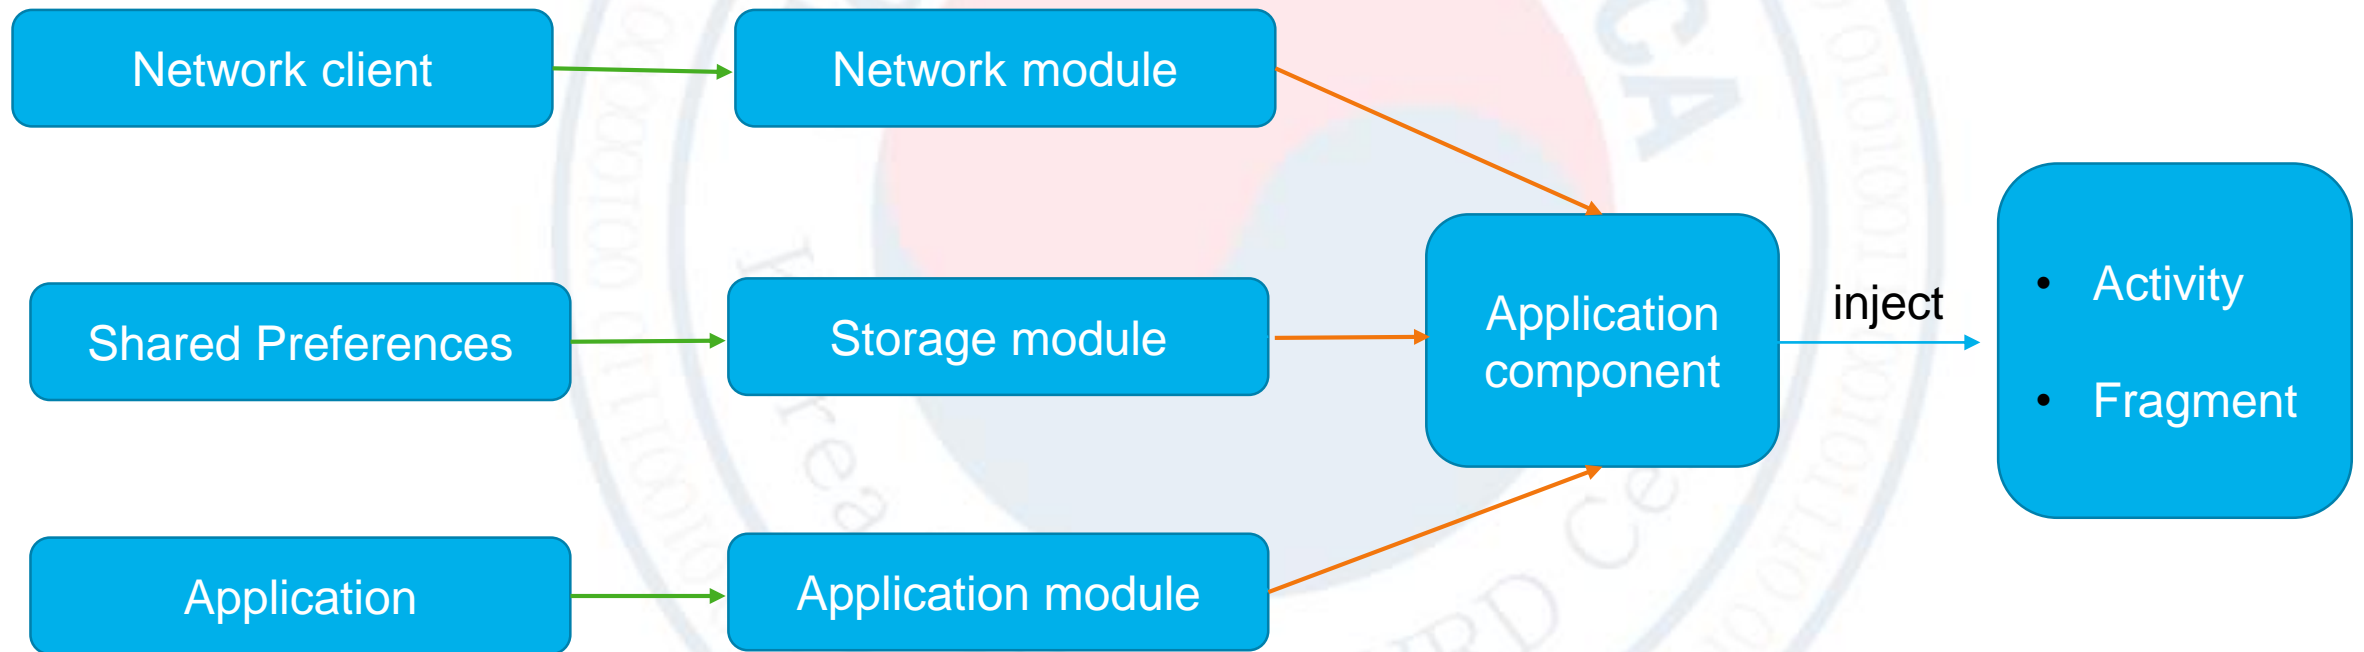 Network client
Network module
Shared Preferences
Storage module
Application
component
inject
• Activity
• Fragment
Application
Application module